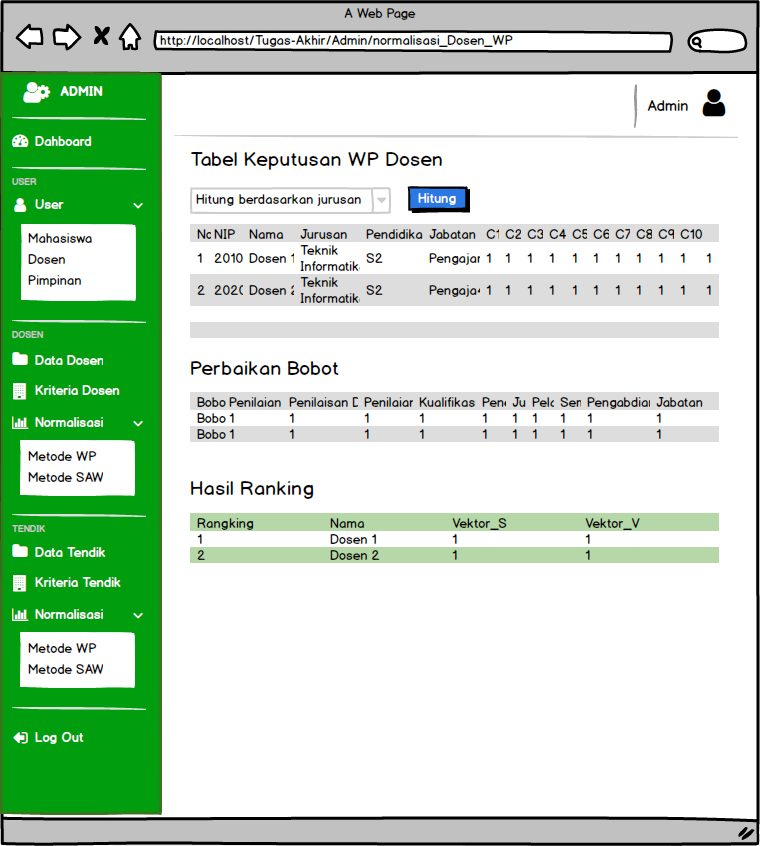 A Web Page
http://localhost/Tugas-Akhir/Admin/normalisasi_Dosen_WP
ADMIN
Dahboard
USER
User
Mahasiswa
Dosen
Pimpinan
DOSEN
Data Dosen
Kriteria Dosen
Normalisasi
Metode WP
Metode SAW
TENDIK
Data Tendik
Kriteria Tendik
Normalisasi
Metode WP
Metode SAW
Log Out
Admin
Tabel Keputusan WP Dosen
Hitung berdasarkan jurusan
Hitung
Nc NIP Nama Jurusan Pendidika Jabatan C1 C2 C3 C4 C5 C6 C7 C8 C9 C10
1 2010 Dosen 1 Teknik Informatik S2 Pengajar 1 1 1 1 1 1 1 1 1 1 1
2 2020 Dosen 2 Teknik Informatik S2 Pengaja 1 1 1 1 1 1 1 1 1 1 1
Perbaikan Bobot
Bobo Penilaian Penilaisan D Penilaiar Kualifikas Pene Ju Pela Sem Pengabdiar Jabatan
Bobo 1 1 1 1 1 1 1 1 1 1
Bobo 1 1 1 1 1 1 1 1 1 1
Hasil Ranking
Rangking Nama Vektor_S Vektor_V
1 Dosen 1 1 1
2 Dosen 2 1 1